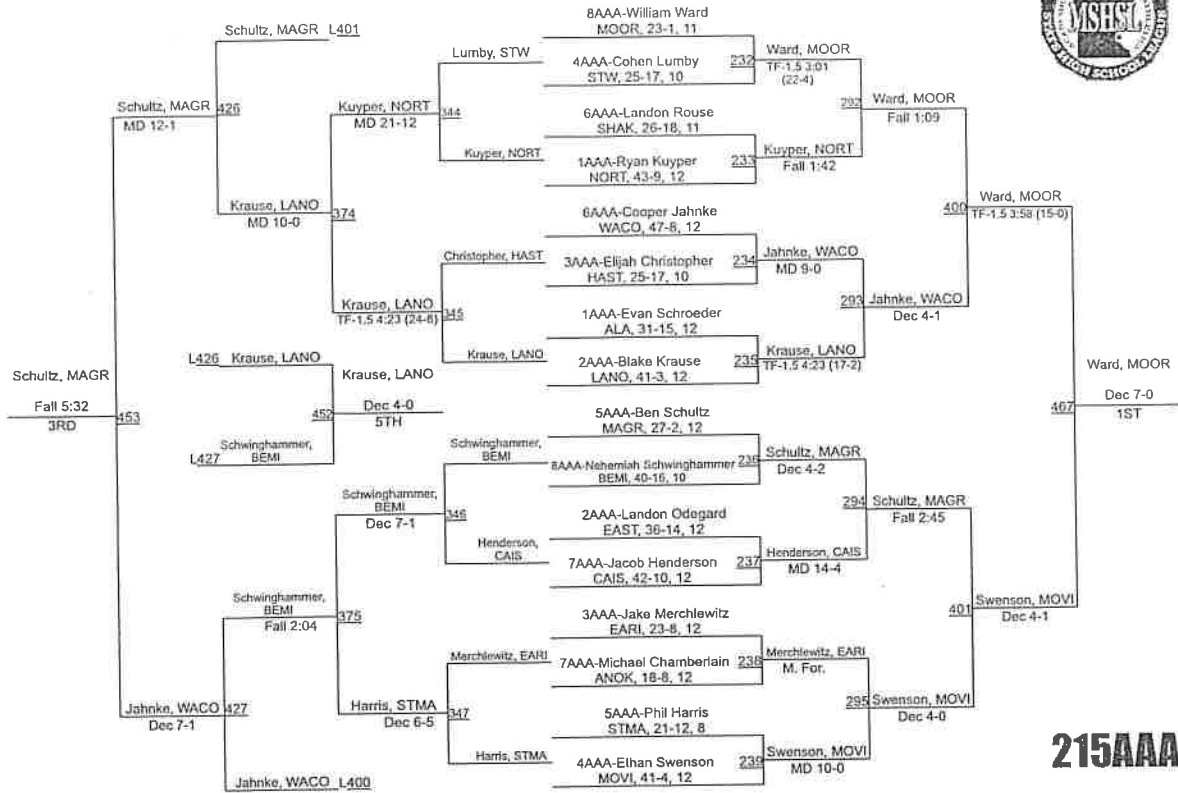 MSHSL
STATE HIGH SCHOOL LEAGUE
Schultz, MAGR L401
Schultz, MAGR 426
MD 12-1
Krause, LANO
MD 10-0
Kuyper, NORT
MD 21-12
374
Krause, LANO
TF-1.5 4:23 (24-8)
Lumby, STW
344
Kuyper, NORT
Christopher, HAST
345
Krause, LANO
L426 Krause, LANO
Krause, LANO
452 Dec 4-0
5TH
Schwinghammer,
BEMI
L427
Schultz, MAGR
Fall 5:32
3RD
453
Schwinghammer,
BEMI
Schwinghammer,
BEMI
Dec 7-1
346
Henderson,
CAIS
Schwinghammer,
BEMI
Fall 2:04
375
Merchlewitz, EARI
Harris, STMA
Dec 6-5
347
Harris, STMA
Jahnke, WACO 427
Dec 7-1
Jahnke, WACO L400
8AAA-William Ward
MOOR, 23-1, 11
4AAA-Cohen Lumby
STW, 25-17, 10
232
6AAA-Landon Rouse
SHAK, 26-18, 11
1AAA-Ryan Kuyper
NORT, 43-9, 12
233
6AAA-Cooper Jahnke
WACO, 47-8, 12
3AAA-Elijah Christopher
HAST, 25-17, 10
234
1AAA-Evan Schroeder
ALA, 31-15, 12
2AAA-Blake Krause
LANO, 41-3, 12
235
5AAA-Ben Schultz
MAGR, 27-2, 12
8AAA-Nehemiah Schwinghammer
BEMI, 40-16, 10
236
2AAA-Landon Odegard
EAST, 36-14, 12
7AAA-Jacob Henderson
CAIS, 42-10, 12
237
3AAA-Jake Merchlewitz
EARI, 23-8, 12
7AAA-Michael Chamberlain
ANOK, 18-8, 12
238
5AAA-Phil Harris
STMA, 21-12, 8
4AAA-Ethan Swenson
MOVI, 41-4, 12
239
Ward, MOOR
TF-1.5 3:01
(22-4)
Kuyper, NORT
Fall 1:42
Jahnke, WACO
MD 9-0
Krause, LANO
TF-1.5 4:23 (17-2)
Schultz, MAGR
Dec 4-2
Henderson, CAIS
MD 14-4
Merchlewitz, EARI
M. For.
Swenson, MOVI
MD 10-0
292 Ward, MOOR
Fall 1:09
293 Jahnke, WACO
Dec 4-1
294 Schultz, MAGR
Fall 2:45
295 Swenson, MOVI
Dec 4-0
400 Ward, MOOR
TF-1.5 3:58 (15-0)
401 Swenson, MOVI
Dec 4-1
Ward, MOOR
467 Dec 7-0
1ST
215AAA